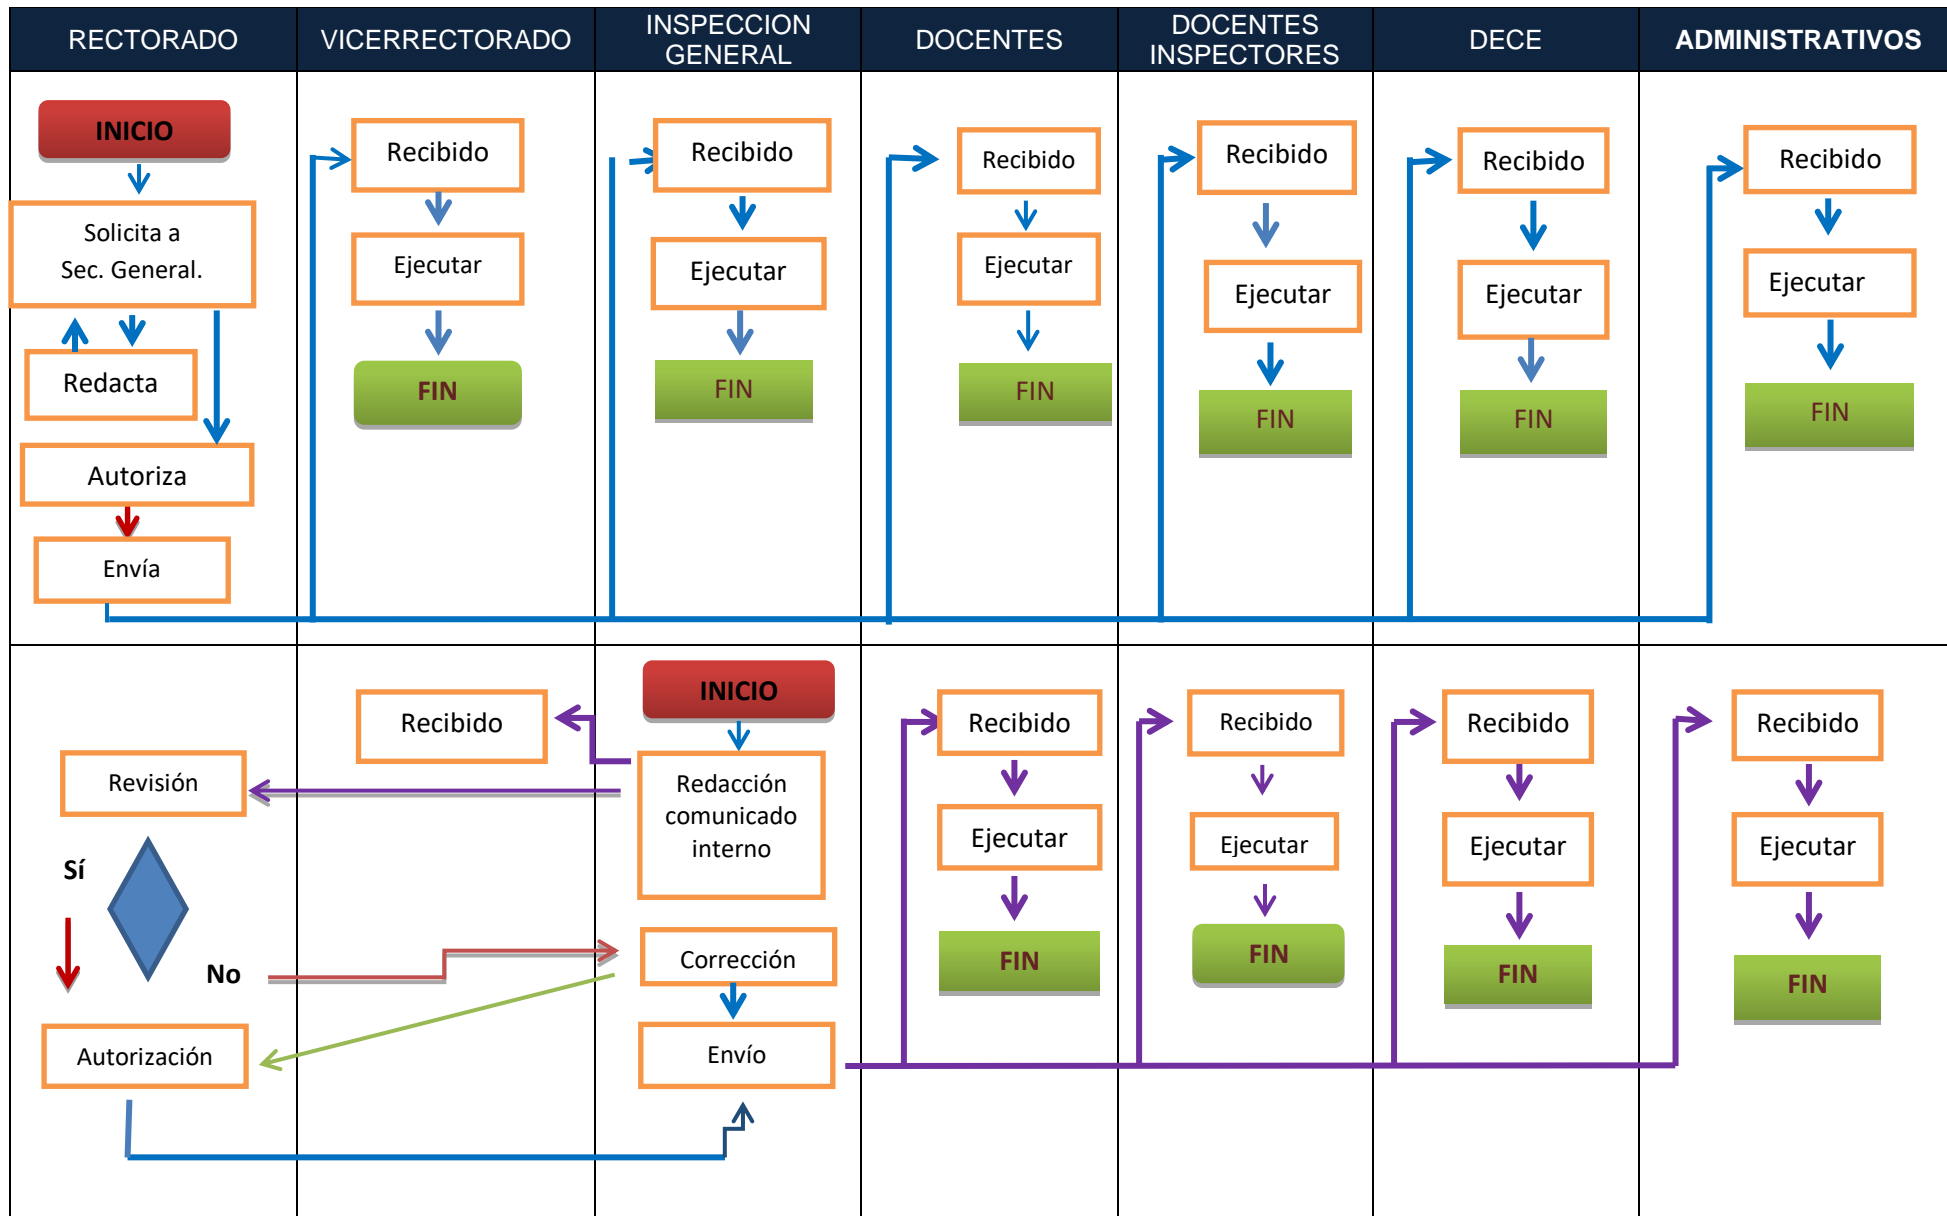 RECTORADO
VICERRECTORADO
INSPECCION
GENERAL
DOCENTES
DOCENTES
INSPECTORES
DECE
ADMINISTRATIVOS
INICIO
Solicita a
Sec. General.
Redacta
Autoriza
Envía
Recibido
Ejecutar
FIN
Recibido
Ejecutar
FIN
Recibido
Ejecutar
FIN
Recibido
Ejecutar
FIN
Recibido
Ejecutar
FIN
Recibido
Ejecutar
FIN
Revisión
Sí
No
Autorización
Recibido
INICIO
Redacción
comunicado
interno
Corrección
Envío
Recibido
Ejecutar
FIN
Recibido
Ejecutar
FIN
Recibido
Ejecutar
FIN
Recibido
Ejecutar
FIN